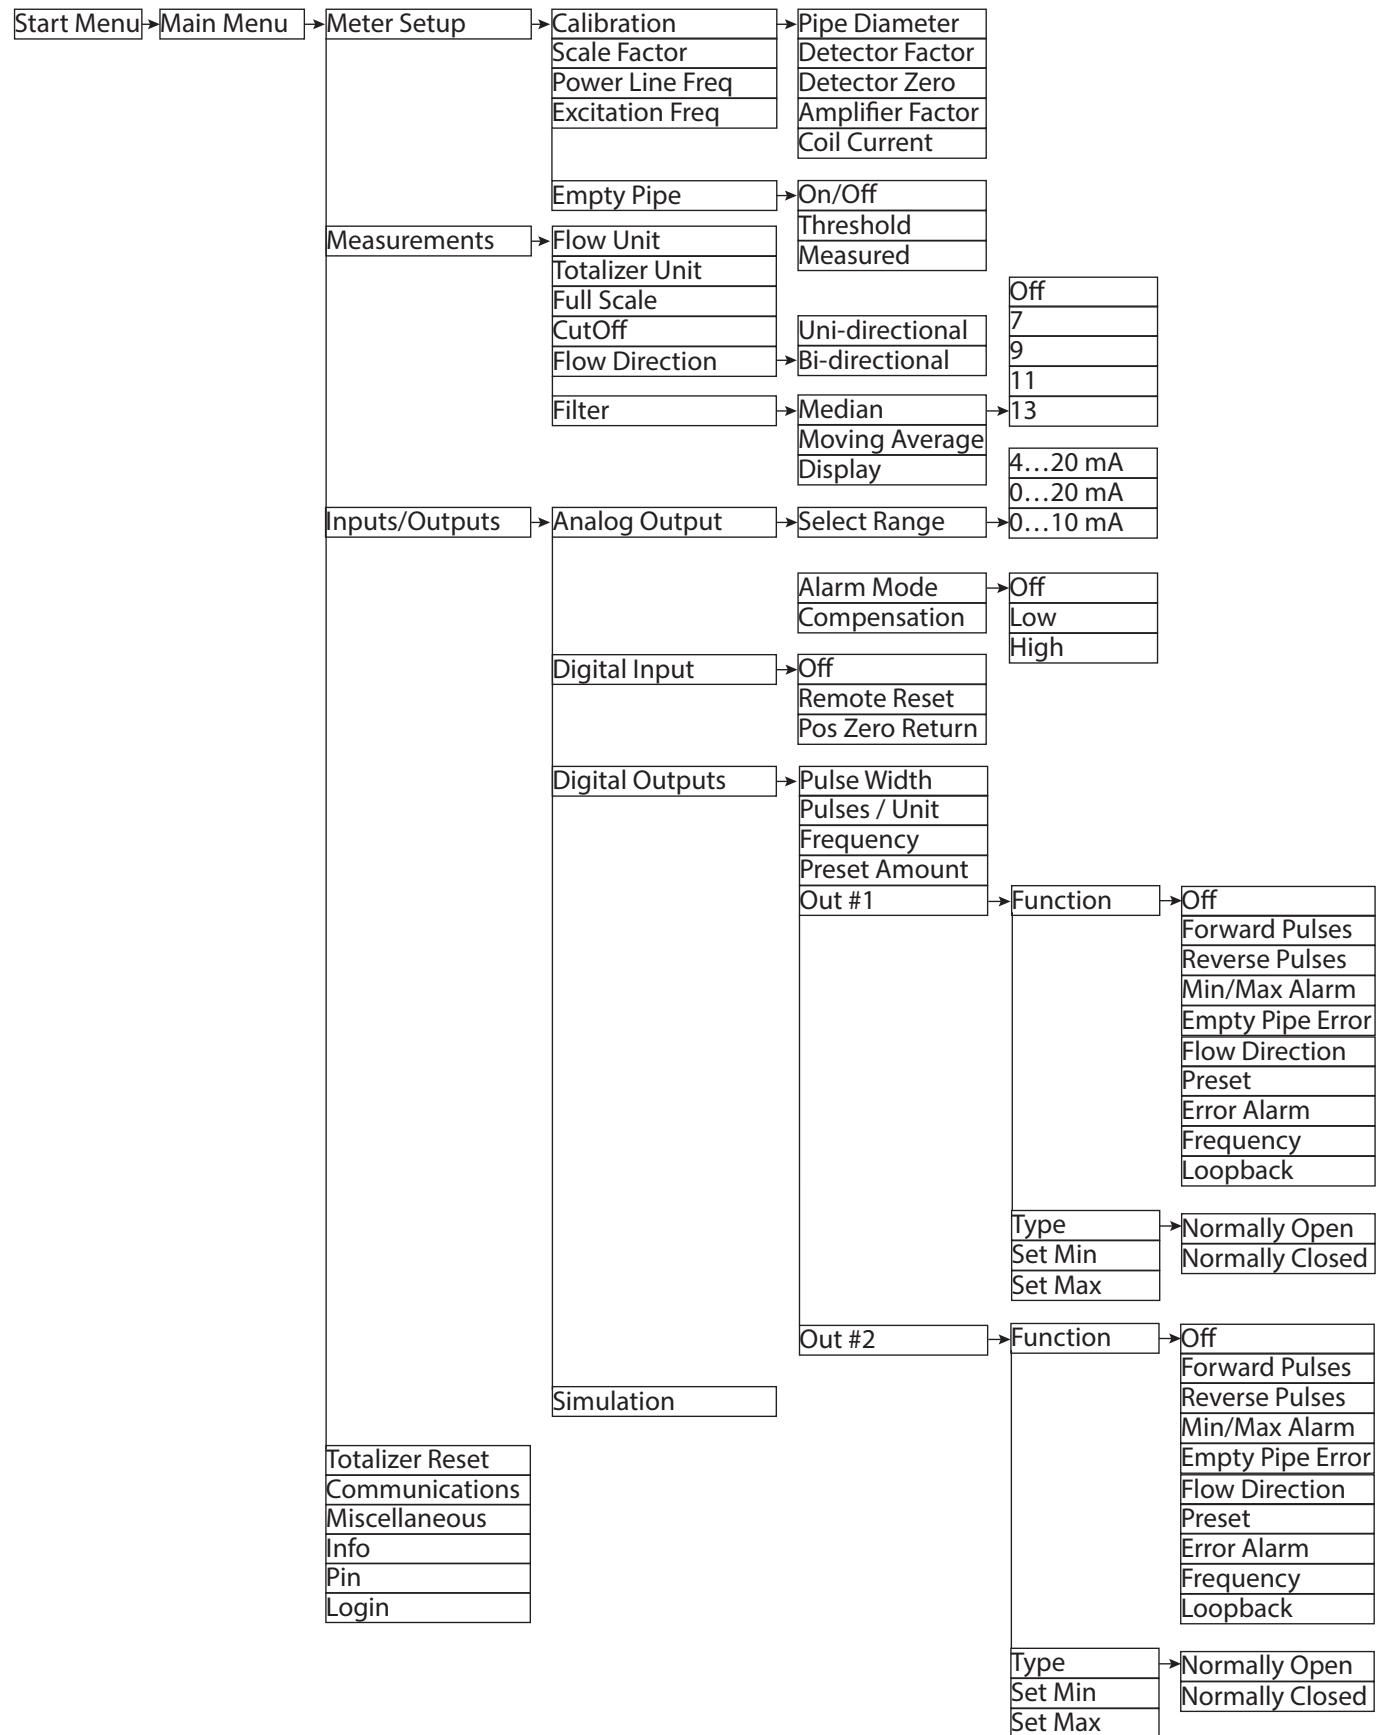 Start Menu
Main Menu
Meter Setup
Calibration
Pipe Diameter
Detector Factor
Detector Zero
Amplifier Factor
Coil Current
Scale Factor
Power Line Freq
Excitation Freq
Empty Pipe
On/Off
Threshold
Measured
Measurements
Flow Unit
Totalizer Unit
Full Scale
CutOff
Flow Direction
Uni-directional
Bi-directional
Filter
Median
Off
7
9
11
13
Moving Average
Display
Inputs/Outputs
Analog Output
Select Range
4…20 mA
0…20 mA
0…10 mA
Alarm Mode
Off
Low
High
Compensation
Digital Input
Off
Remote Reset
Pos Zero Return
Digital Outputs
Pulse Width
Pulses / Unit
Frequency
Preset Amount
Out #1
Function
Off
Forward Pulses
Reverse Pulses
Min/Max Alarm
Empty Pipe Error
Flow Direction
Preset
Error Alarm
Frequency
Loopback
Type
Normally Open
Normally Closed
Set Min
Set Max
Out #2
Function
Off
Forward Pulses
Reverse Pulses
Min/Max Alarm
Empty Pipe Error
Flow Direction
Preset
Error Alarm
Frequency
Loopback
Type
Normally Open
Normally Closed
Set Min
Set Max
Simulation
Totalizer Reset
Communications
Miscellaneous
Info
Pin
Login